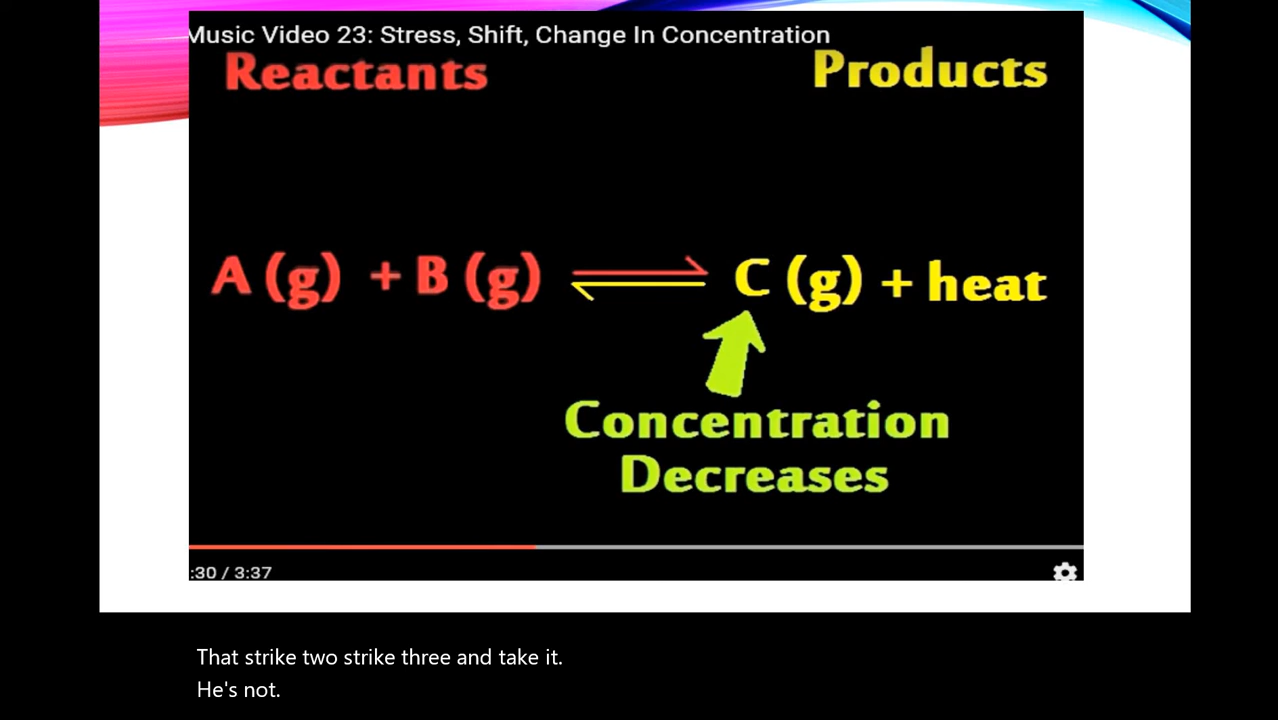 Music Video 23: Stress, Shift, Change In Concentration
Reactants
Products
A (g) + B (g) ⇌ C (g) + heat
Concentration
Decreases
:30 / 3:37
That strike two strike three and take it.
He's not.